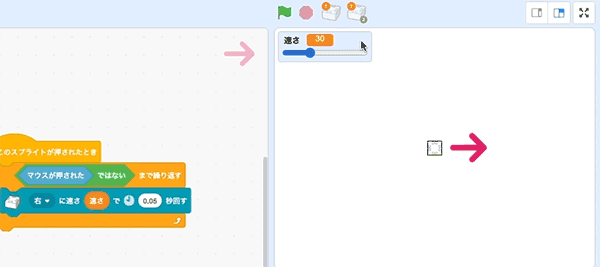 速さ 30
このスプライトが押されたとき
マウスが押された ではない まで繰り返す
右 に速さ 速さ で 0.05 秒回す